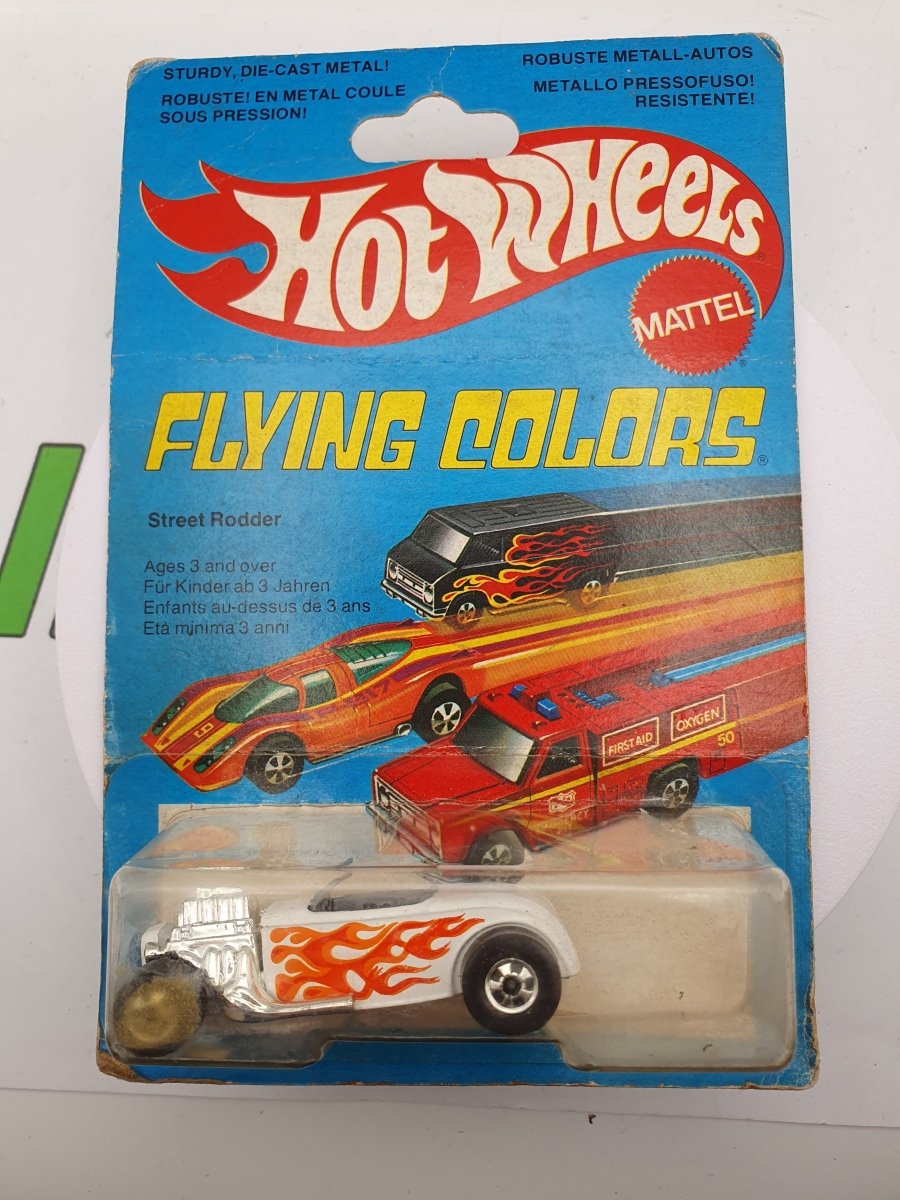 STURDY, DIE-CAST METAL!
ROBUSTE! EN METAL COULE
SOUS PRESSION!
ROBUSTE METALL-AUTOS
METALLO PRESSOFUSO!
RESISTENTE!
HOT WHEELS®
MATTEL®
FLYING COLORS®
Street Rodder
Ages 3 and over
Für Kinder ab 3 Jahren
Enfants au-dessus de 3 ans
Età minima 3 anni
9
FIRST AID
OXYGEN
50